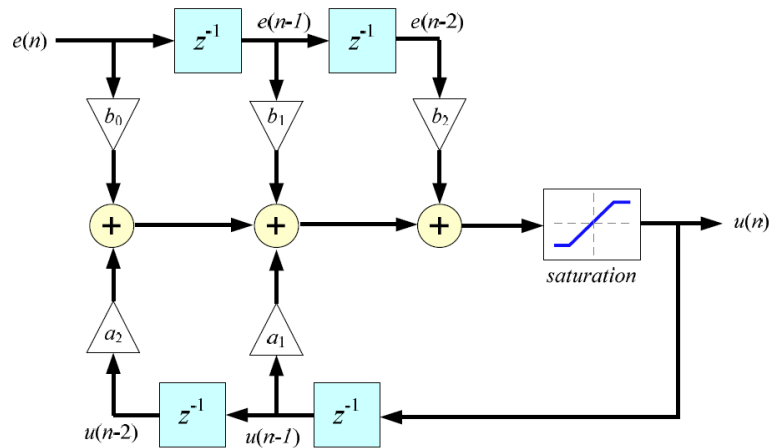 e(n)
z⁻¹
e(n-1)
z⁻¹
e(n-2)
b₀
b₁
b₂
+
+
+
u(n)
saturation
a₂
a₁
u(n-2)
z⁻¹
u(n-1)
z⁻¹